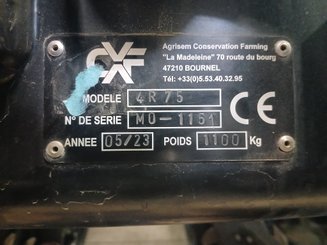 CXF
Agrisem Conservation Farming
"La Madeleine" 70 route du bourg
47210 BOURNEL
Tél: +33(0)5.53.40.32.95
MODELE 4R75
N° DE SERIE MO-1151 CE
ANNEE 05/23 POIDS 1100 Kg